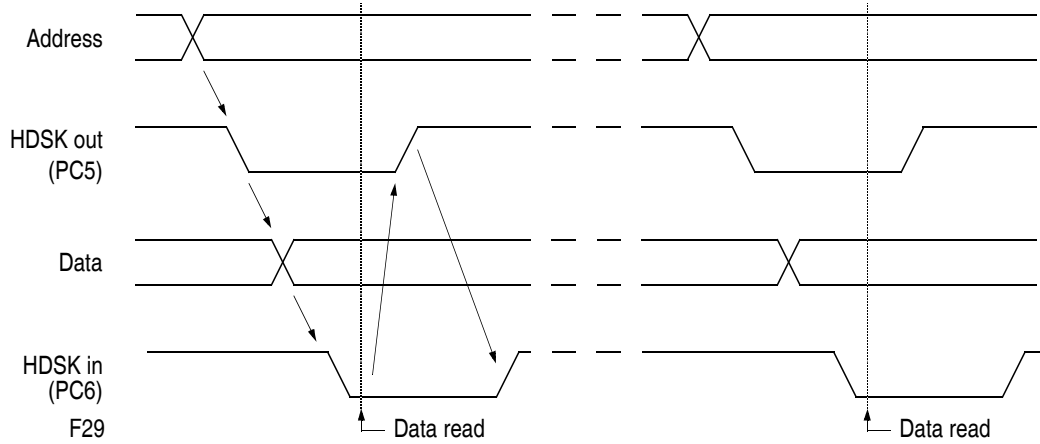 Address
HDSK out
(PC5)
Data
HDSK in
(PC6)
F29
Data read
Data read